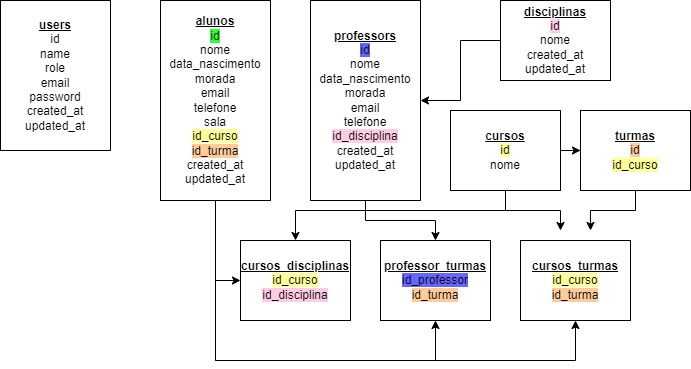 users
id
name
role
email
password
created_at
updated_at
alunos
id
nome
data_nascimento
morada
email
telefone
sala
id_curso
id_turma
created_at
updated_at
professors
id
nome
data_nascimento
morada
email
telefone
id_disciplina
created_at
updated_at
disciplinas
id
nome
created_at
updated_at
cursos
id
nome
turmas
id
id_curso
cursos_disciplinas
id_curso
id_disciplina
professor_turmas
id_professor
id_turma
cursos_turmas
id_curso
id_turma